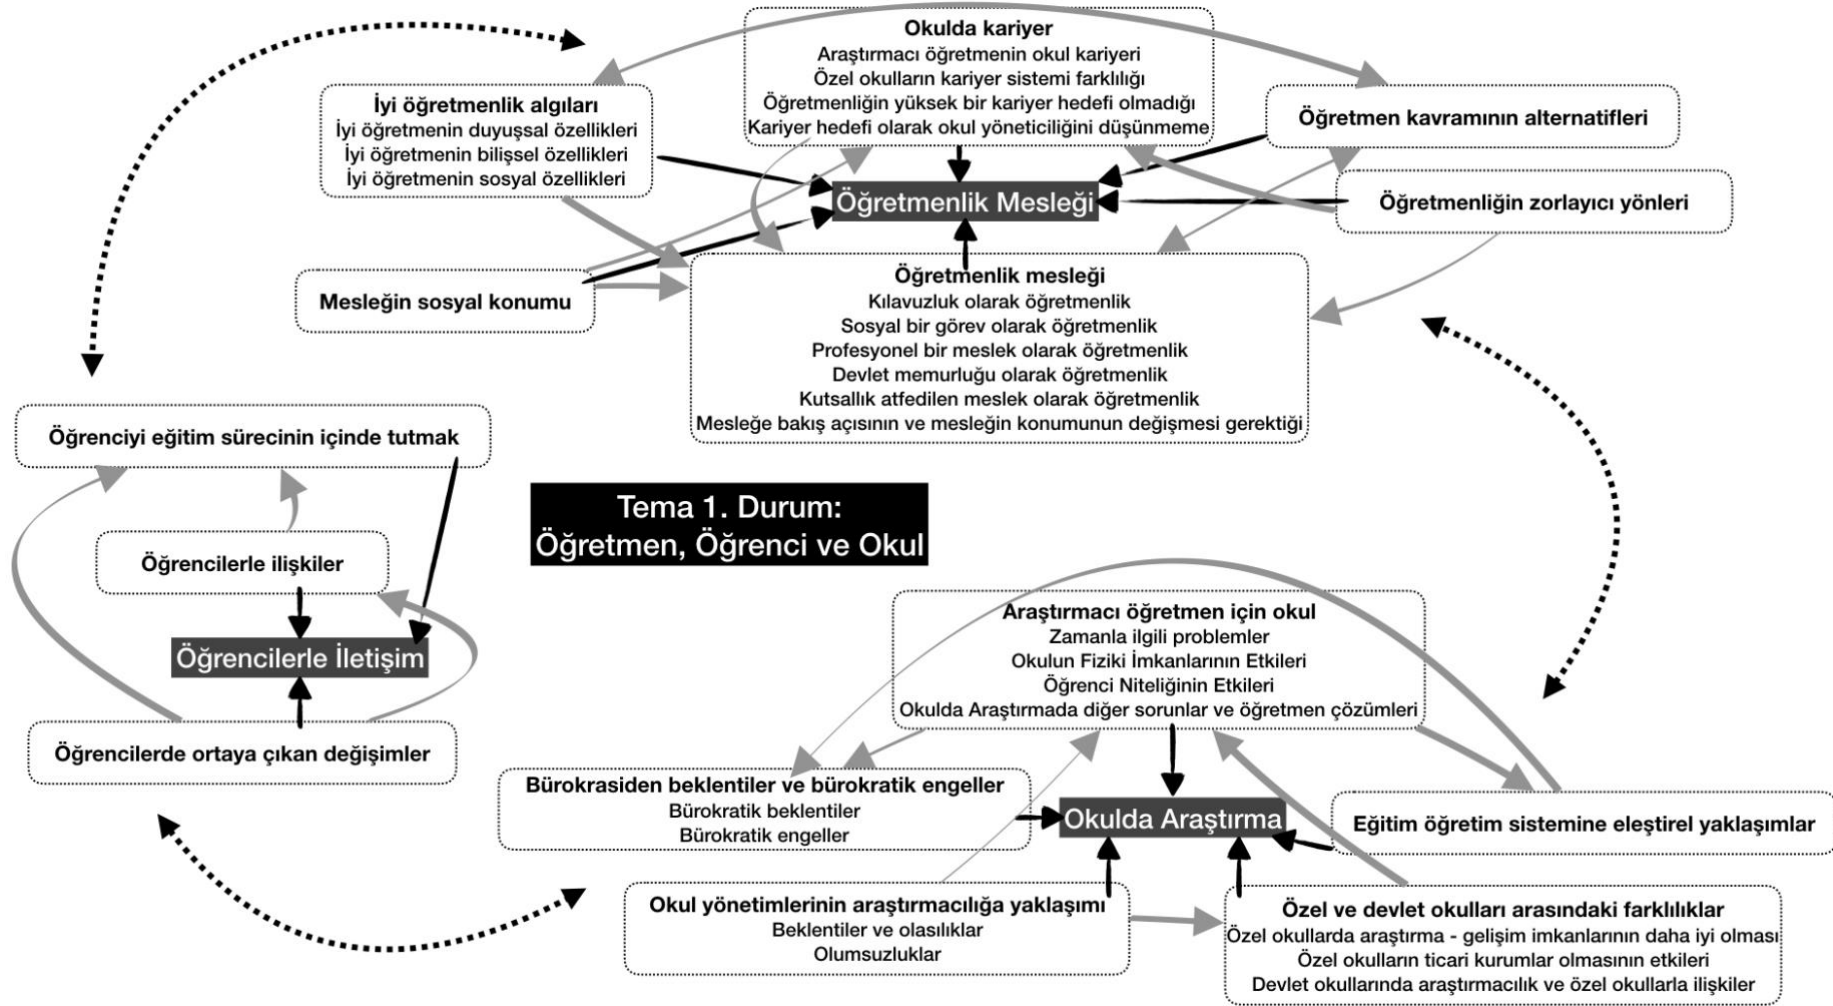 Okulda kariyer
Araştırmacı öğretmenin okul kariyeri
Özel okulların kariyer sistemi farklılığı
Öğretmenliğin yüksek bir kariyer hedefi olmadığı
Kariyer hedefi olarak okul yöneticiliğini düşünmeme
İyi öğretmenlik algıları
İyi öğretmenin duyuşsal özellikleri
İyi öğretmenin bilişsel özellikleri
İyi öğretmenin sosyal özellikleri
Öğretmen kavramının alternatifleri
Öğretmenlik Mesleği
Öğretmenliğin zorlayıcı yönleri
Mesleğin sosyal konumu
Öğretmenlik mesleği
Kılavuzluk olarak öğretmenlik
Sosyal bir görev olarak öğretmenlik
Profesyonel bir meslek olarak öğretmenlik
Devlet memurluğu olarak öğretmenlik
Kutsallık atfedilen meslek olarak öğretmenlik
Mesleğe bakış açısının ve mesleğin konumunun değişmesi gerektiği
Öğrenciyi eğitim sürecinin içinde tutmak
Öğrencilerle ilişkiler
Öğrencilerle İletişim
Öğrencilerde ortaya çıkan değişimler
Tema 1. Durum:
Öğretmen, Öğrenci ve Okul
Araştırmacı öğretmen için okul
Zamanla ilgili problemler
Okulun Fiziki İmkanlarının Etkileri
Öğrenci Niteliğinin Etkileri
Okulda Araştırmada diğer sorunlar ve öğretmen çözümleri
Bürokrasiden beklentiler ve bürokratik engeller
Bürokratik beklentiler
Bürokratik engeller
Okulda Araştırma
Eğitim öğretim sistemine eleştirel yaklaşımlar
Okul yönetimlerinin araştırmacılığa yaklaşımı
Beklentiler ve olasılıklar
Olumsuzluklar
Özel ve devlet okulları arasındaki farklılıklar
Özel okullarda araştırma - gelişim imkanlarının daha iyi olması
Özel okulların ticari kurumlar olmasının etkileri
Devlet okullarında araştırmacılık ve özel okullarla ilişkiler